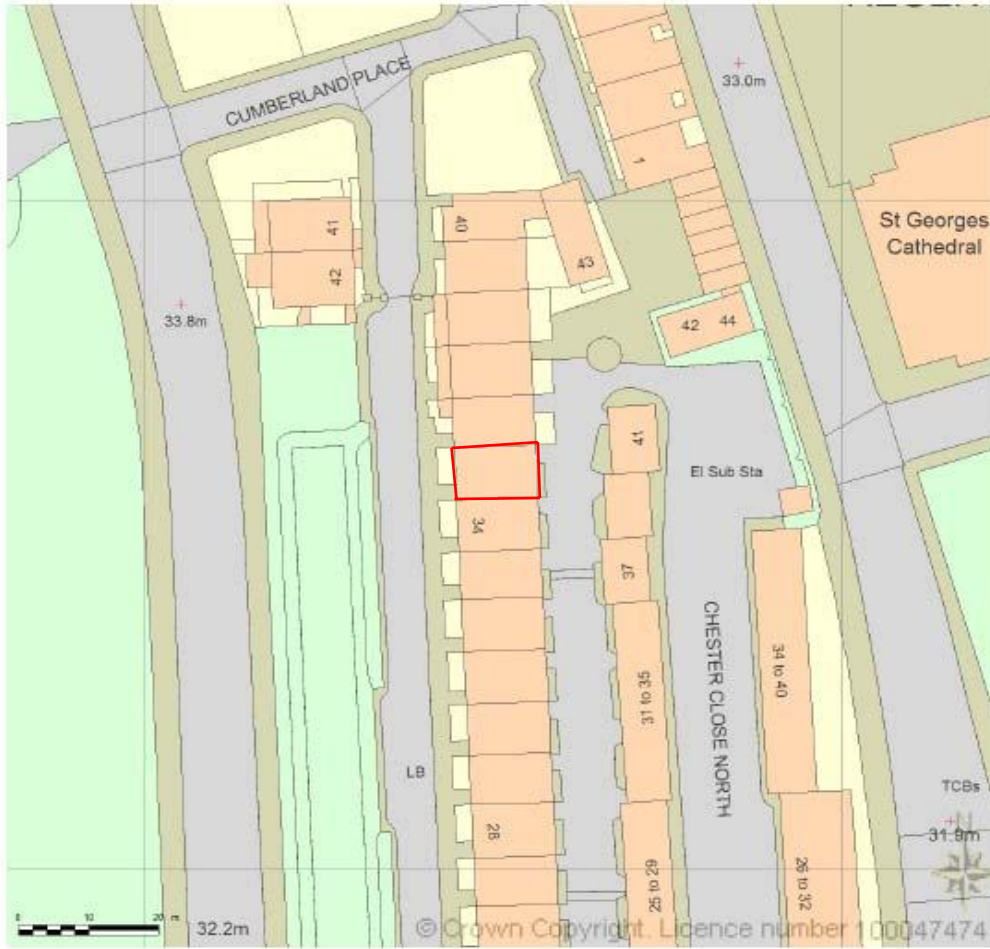 CUMBERLAND PLACE
33.0m
1
St Georges
Cathedral
41
40
42
43
33.8m
42 44
41
El Sub Sta
34
37
CHESTER CLOSE NORTH
34 to 40
31 to 35
LB
TCBs
28
31.9m
25 to 29
26 to 32
0 10 20 m
32.2m
© Crown Copyright. Licence number 100047474